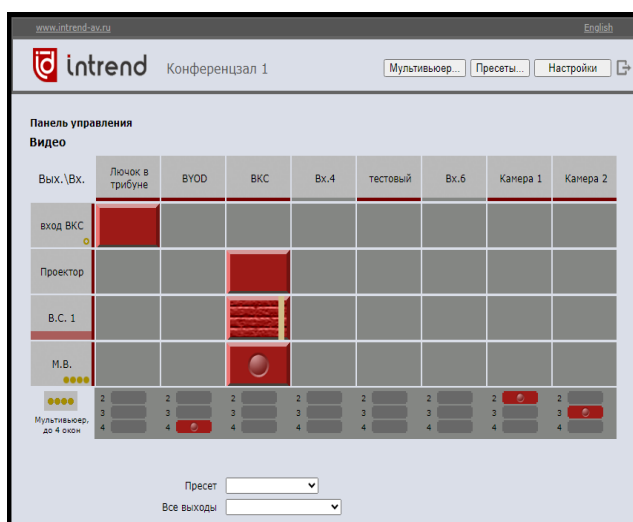 www.intrend-av.ru English
intrend Конференцзал 1 Мультивьюер... Пресеты... Настройки
Панель управления
Видео
Вых.\Вх. Лючок в трибуне BYOD ВКС Вх.4 тестовый Вх.6 Камера 1 Камера 2
вход ВКС
Проектор
В.С. 1
М.В.
Мультивьюер, до 4 окон
2 2 2 2 2 2 2 2
3 3 3 3 3 3 3 3
4 4 4 4 4 4 4 4
Пресет
Все выходы